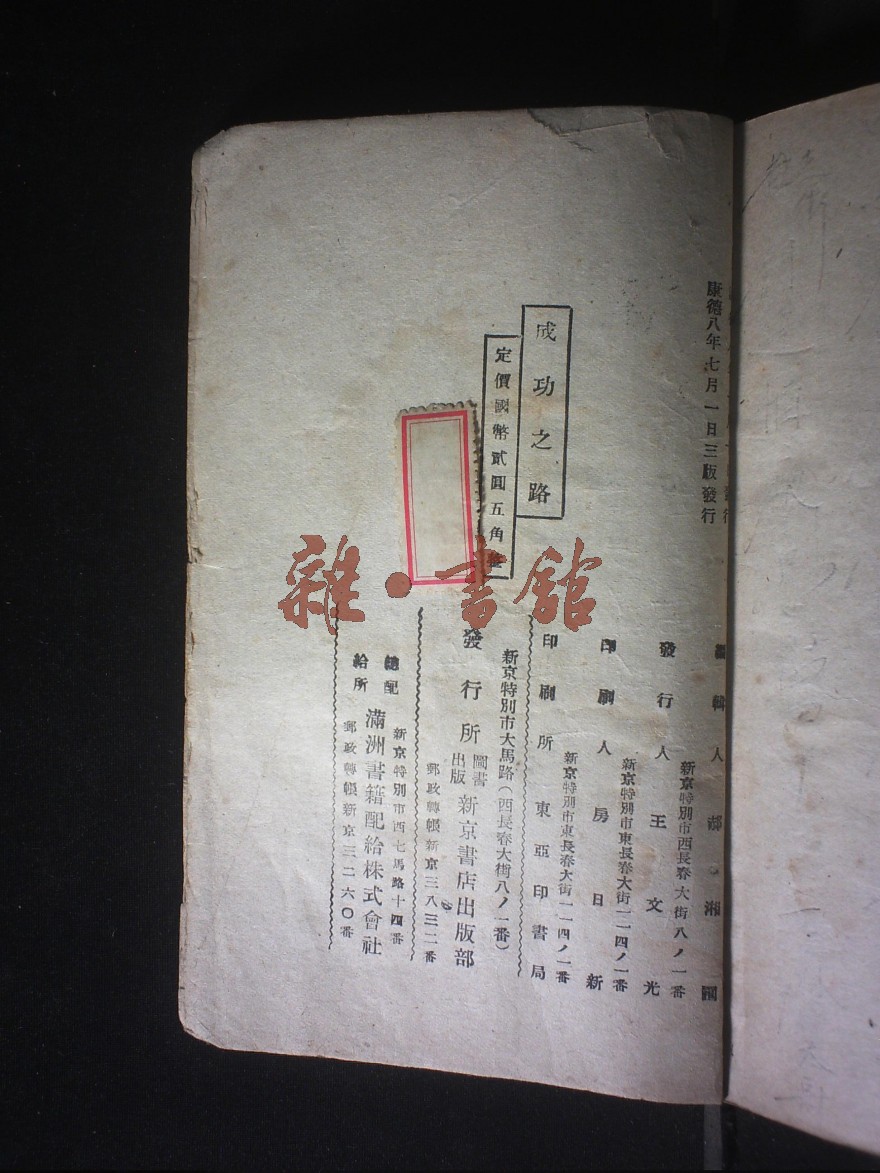 康德八年七月一日三版發行
成功之路
定價國幣貳圓五角
編輯人 郝
新京特別市西長春大街八ノ一番
發行人 王文光
新京特別市東長春大街一一四ノ一番
印刷人 房日新
新京特別市東長春大街一一四ノ一番
印刷所 東亞印書局
新京特別市大馬路(西長春大街八ノ一番)
發行所 圖書出版 新京書店出版部
郵政轉帳新京三八三二番
新京特別市西七馬路十四番
總配給所 滿洲書籍配給株式會社
郵政轉帳新京三二六〇番
雜·書館